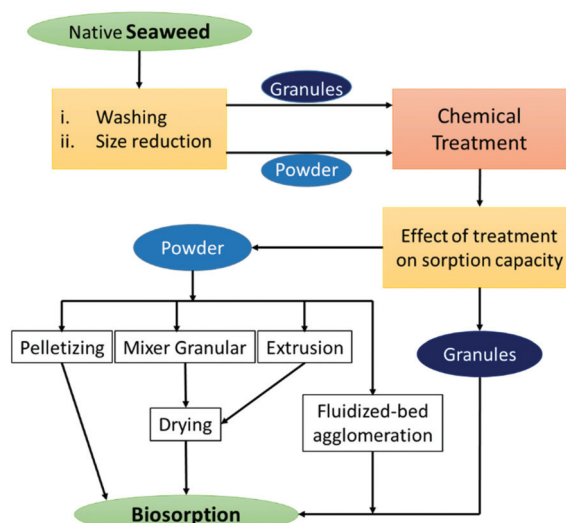 Native Seaweed
i. Washing
ii. Size reduction
Granules
Powder
Chemical
Treatment
Effect of treatment
on sorption capacity
Powder
Granules
Pelletizing
Mixer Granular
Extrusion
Drying
Fluidized-bed
agglomeration
Biosorption